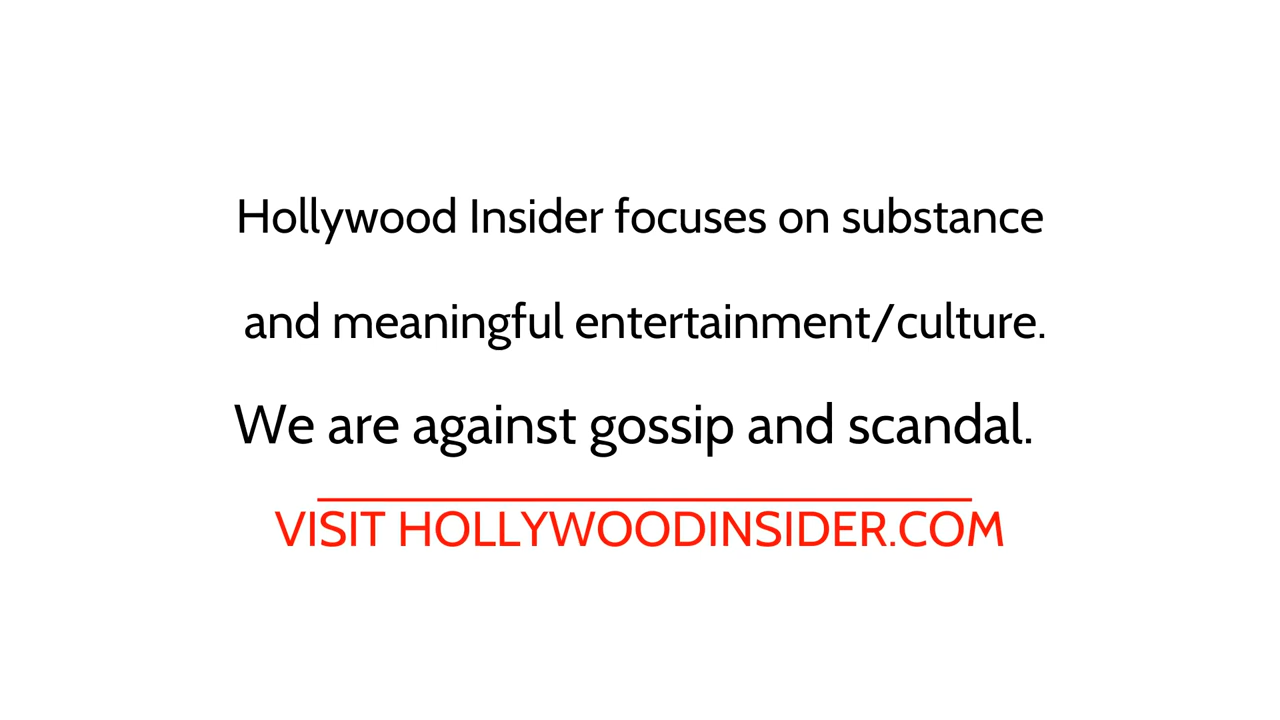 Hollywood Insider focuses on substance
and meaningful entertainment/culture.
We are against gossip and scandal.
VISIT HOLLYWOODINSIDER.COM